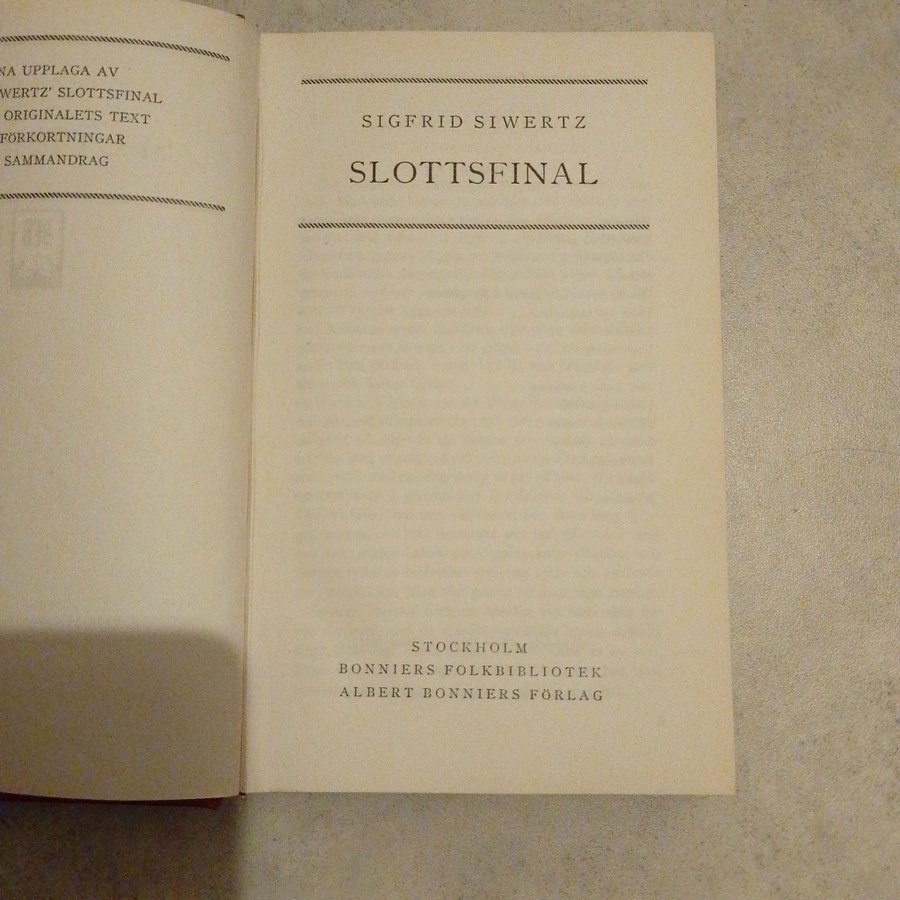 NA UPPLAGA AV
WERTZ' SLOTTSFINAL
ORIGINALETS TEXT
FÖRKORTNINGAR
SAMMANDRAG
SIGFRID SIWERTZ
SLOTTSFINAL
STOCKHOLM
BONNIERS FOLKBIBLIOTEK
ALBERT BONNIERS FÖRLAG